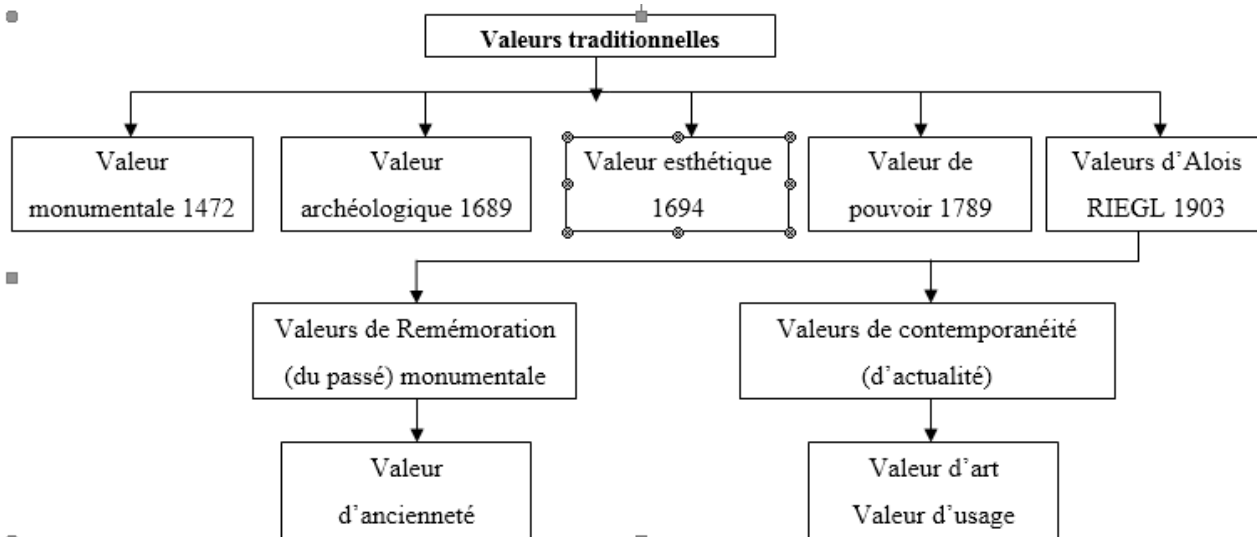 Valeurs traditionnelles
Valeur
monumentale 1472
Valeur
archéologique 1689
Valeur esthétique
1694
Valeur de
pouvoir 1789
Valeurs d’Alois
RIEGL 1903
Valeurs de Remémoration
(du passé) monumentale
Valeurs de contemporanéité
(d’actualité)
Valeur
d’ancienneté
Valeur d’art
Valeur d’usage